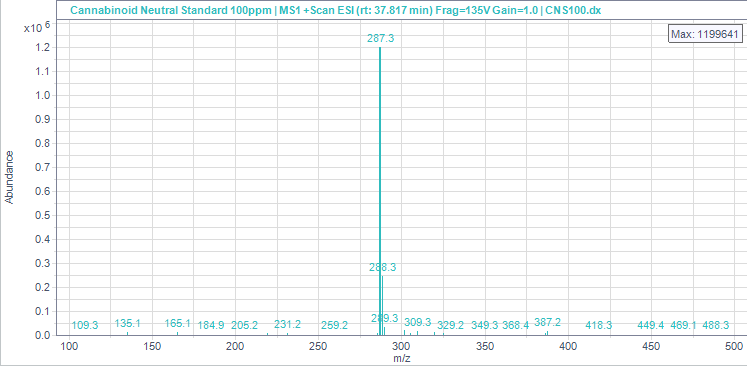 Cannabinoid Neutral Standard 100ppm | MS1 +Scan ESI (rt: 37.817 min) Frag=135V Gain=1.0 | CNS100.dx
x10 6
Max: 1199641
287.3
1.2
1.1
1.0
0.9
0.8
0.7
0.6
0.5
0.4
0.3
288.3
0.2
0.1
109.3 135.1 165.1 184.9 205.2 231.2 259.2 289.3 309.3 329.2 349.3 368.4 387.2 418.3 449.4 469.1 488.3
0.0
100 150 200 250 300 350 400 450 500
Abundance
m/z